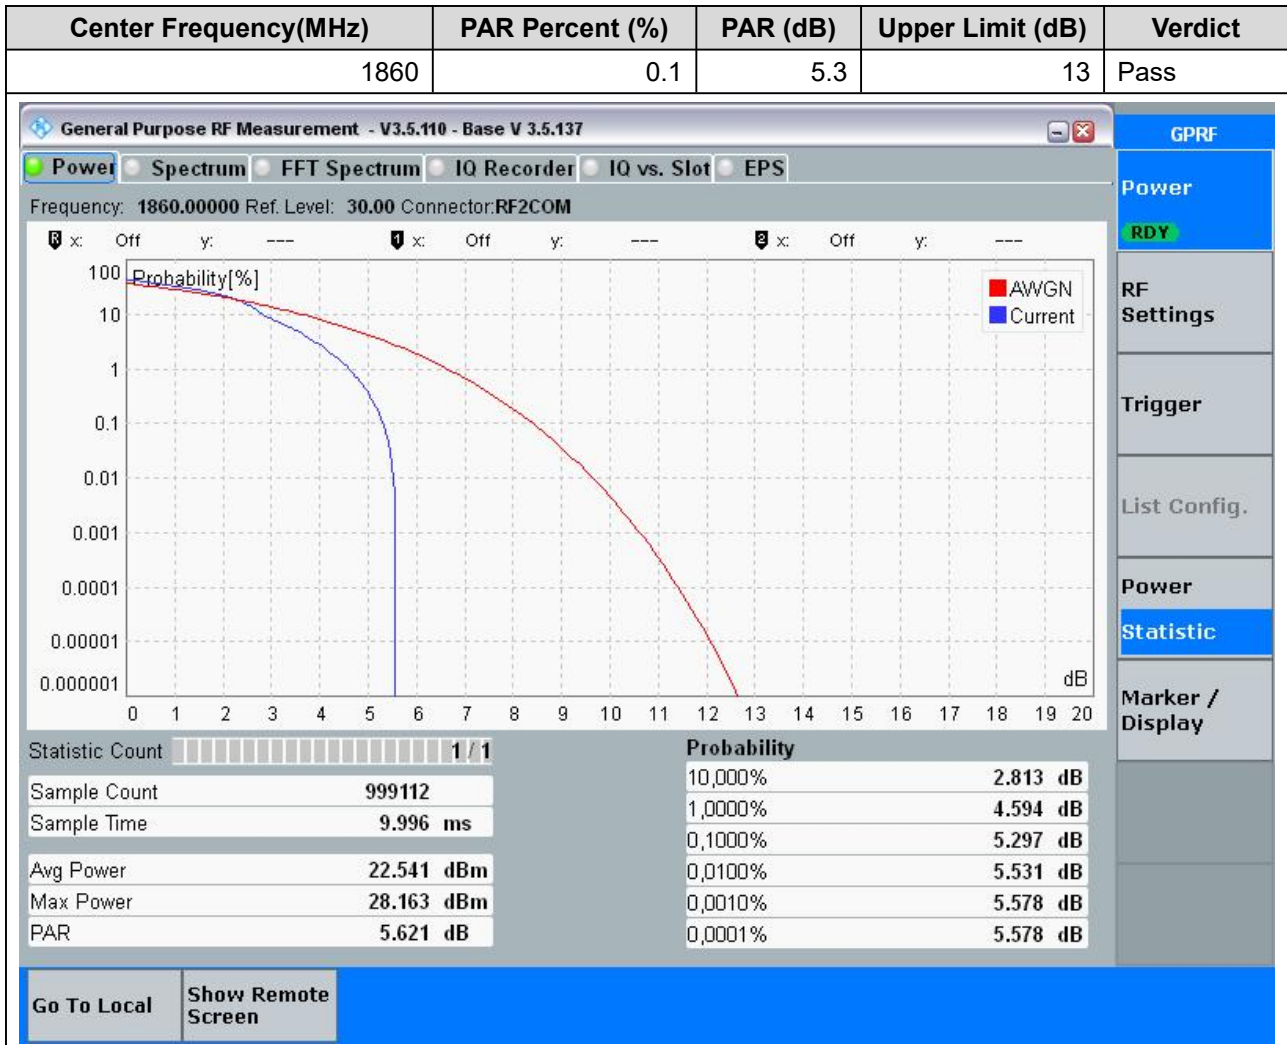 Center Frequency(MHz) PAR Percent (%) PAR (dB) Upper Limit (dB) Verdict
1860 0.1 5.3 13 Pass
General Purpose RF Measurement - V3.5.110 - Base V 3.5.137
GPRF
Power Spectrum FFT Spectrum IQ Recorder IQ vs. Slot EPS
Frequency: 1860.00000 Ref. Level: 30.00 Connector:RF2COM
R x: Off y: --- 1 x: Off y: --- 2 x: Off y: ---
Probability[%]
AWGN
Current
100
10
1
0.1
0.01
0.001
0.0001
0.00001
0.000001
dB
0 1 2 3 4 5 6 7 8 9 10 11 12 13 14 15 16 17 18 19 20
Statistic Count 1 / 1
Sample Count 999112
Sample Time 9.996 ms
Avg Power 22.541 dBm
Max Power 28.163 dBm
PAR 5.621 dB
Probability
10,000% 2.813 dB
1,0000% 4.594 dB
0,1000% 5.297 dB
0,0100% 5.531 dB
0,0010% 5.578 dB
0,0001% 5.578 dB
Power
RDY
RF
Settings
Trigger
List Config.
Power
Statistic
Marker /
Display
Go To Local
Show Remote
Screen